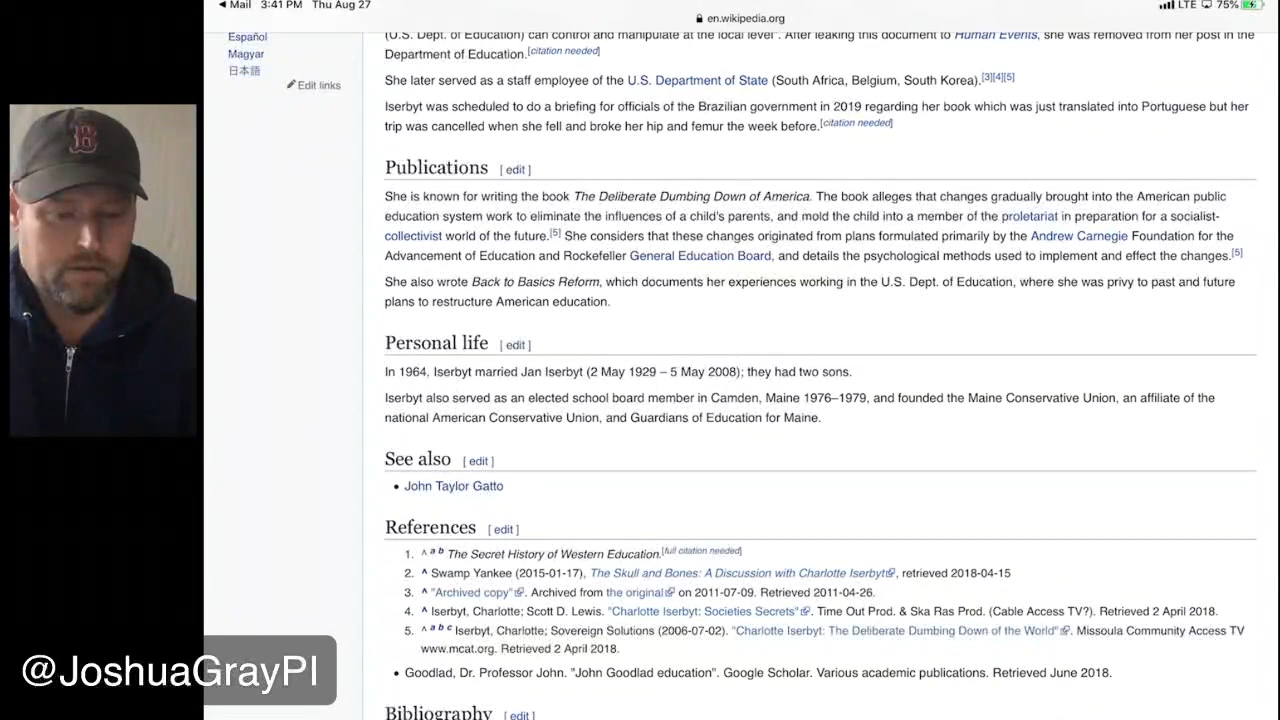 ◀ Mail 3:41 PM Thu Aug 27
LTE 75%
en.wikipedia.org
Español
Magyar
日本語
Edit links
(U.S. Dept. of Education) can control and manipulate at the local level". After leaking this document to Human Events, she was removed from her post in the
Department of Education.[citation needed]
She later served as a staff employee of the U.S. Department of State (South Africa, Belgium, South Korea).[3][4][5]
Iserbyt was scheduled to do a briefing for officials of the Brazilian government in 2019 regarding her book which was just translated into Portuguese but her
trip was cancelled when she fell and broke her hip and femur the week before.[citation needed]
Publications [ edit ]
She is known for writing the book The Deliberate Dumbing Down of America. The book alleges that changes gradually brought into the American public
education system work to eliminate the influences of a child's parents, and mold the child into a member of the proletariat in preparation for a socialist-
collectivist world of the future.[5] She considers that these changes originated from plans formulated primarily by the Andrew Carnegie Foundation for the
Advancement of Education and Rockefeller General Education Board, and details the psychological methods used to implement and effect the changes.[5]
She also wrote Back to Basics Reform, which documents her experiences working in the U.S. Dept. of Education, where she was privy to past and future
plans to restructure American education.
Personal life [ edit ]
In 1964, Iserbyt married Jan Iserbyt (2 May 1929 – 5 May 2008); they had two sons.
Iserbyt also served as an elected school board member in Camden, Maine 1976–1979, and founded the Maine Conservative Union, an affiliate of the
national American Conservative Union, and Guardians of Education for Maine.
See also [ edit ]
• John Taylor Gatto
References [ edit ]
1. ^ a b The Secret History of Western Education.[full citation needed]
2. ^ Swamp Yankee (2015-01-17), The Skull and Bones: A Discussion with Charlotte Iserbyt, retrieved 2018-04-15
3. ^ "Archived copy". Archived from the original on 2011-07-09. Retrieved 2011-04-26.
4. ^ Iserbyt, Charlotte; Scott D. Lewis. "Charlotte Iserbyt: Societies Secrets". Time Out Prod. & Ska Ras Prod. (Cable Access TV?). Retrieved 2 April 2018.
5. ^ a b c Iserbyt, Charlotte; Sovereign Solutions (2006-07-02). "Charlotte Iserbyt: The Deliberate Dumbing Down of the World". Missoula Community Access TV
www.mcat.org. Retrieved 2 April 2018.
• Goodlad, Dr. Professor John. "John Goodlad education". Google Scholar. Various academic publications. Retrieved June 2018.
Bibliography [ edit ]
B
@JoshuaGrayPI